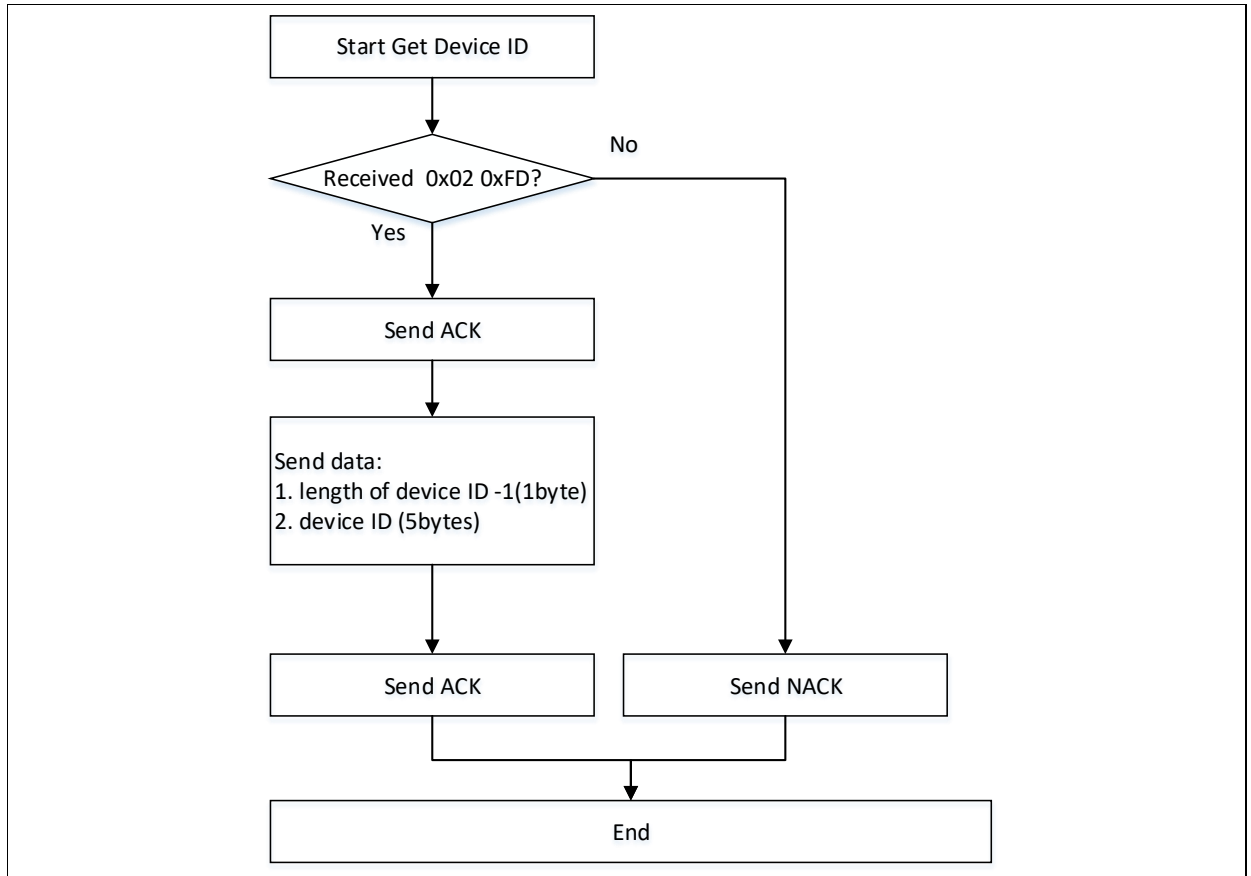 Start Get Device ID
No
Received 0x02 0xFD?
Yes
Send ACK
Send data:
1. length of device ID -1(1byte)
2. device ID (5bytes)
Send ACK
Send NACK
End